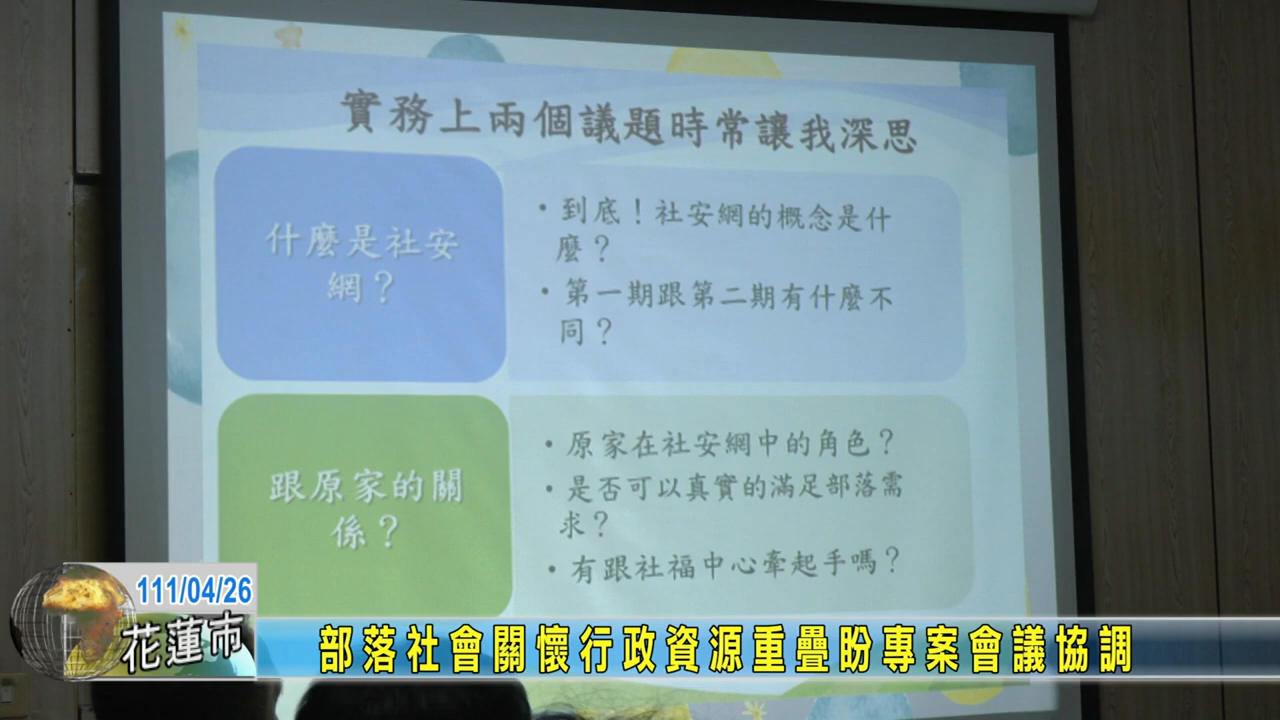 實務上兩個議題時常讓我深思
什麼是社安
網？
• 到底！社安網的概念是什
麼？
• 第一期跟第二期有什麼不
同？
跟原家的關
係？
• 原家在社安網中的角色？
• 是否可以真實的滿足部落需
求？
• 有跟社福中心牽起手嗎？
111/04/26
花蓮市
部落社會關懷行政資源重疊盼專案會議協調